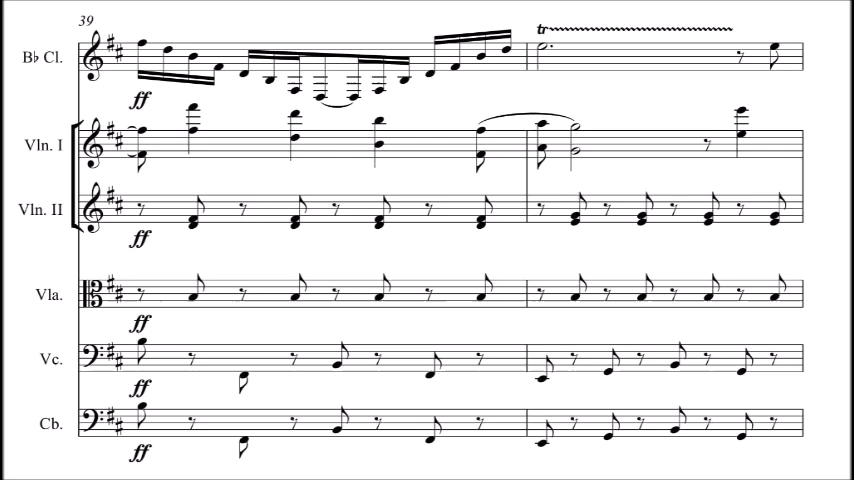 39
B♭ Cl.
tr
ff
Vln. I
Vln. II
ff
Vla.
ff
Vc.
ff
Cb.
ff